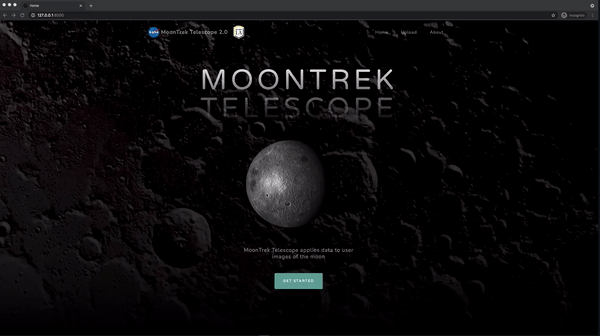 Home
127.0.0.1:8000
Incognito
NASA MoonTrek Telescope 2.0
Home Upload About
MOONTREK
TELESCOPE
MoonTrek Telescope applies data to user
images of the moon
GET STARTED